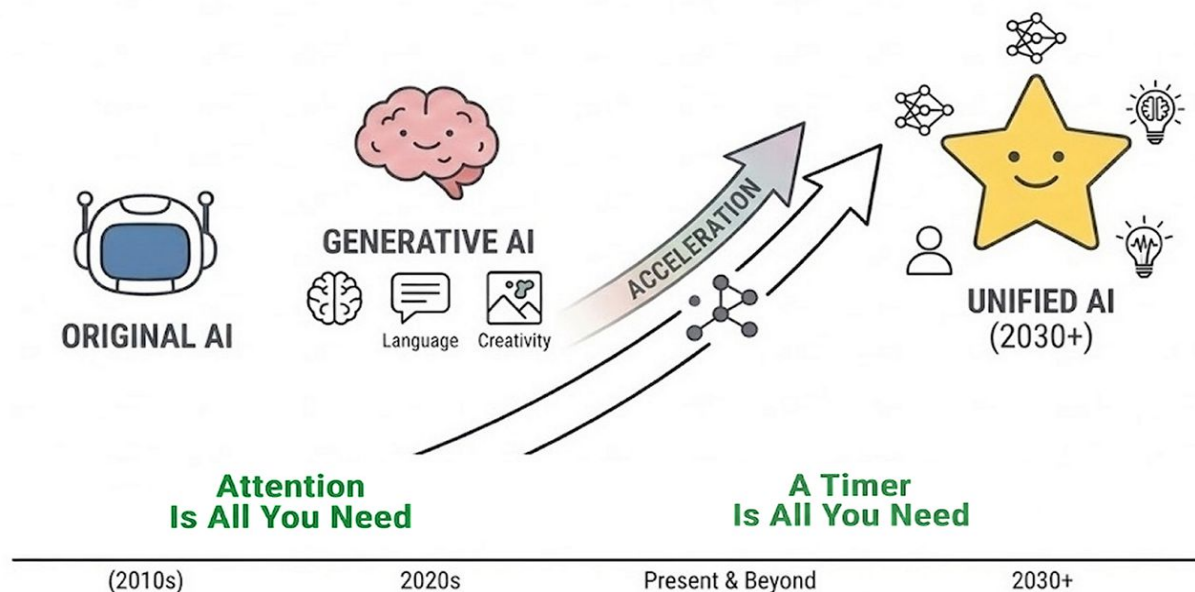 ORIGINAL AI
GENERATIVE AI
Language
Creativity
ACCELERATION
UNIFIED AI
(2030+)
Attention
Is All You Need
A Timer
Is All You Need
(2010s)
2020s
Present & Beyond
2030+